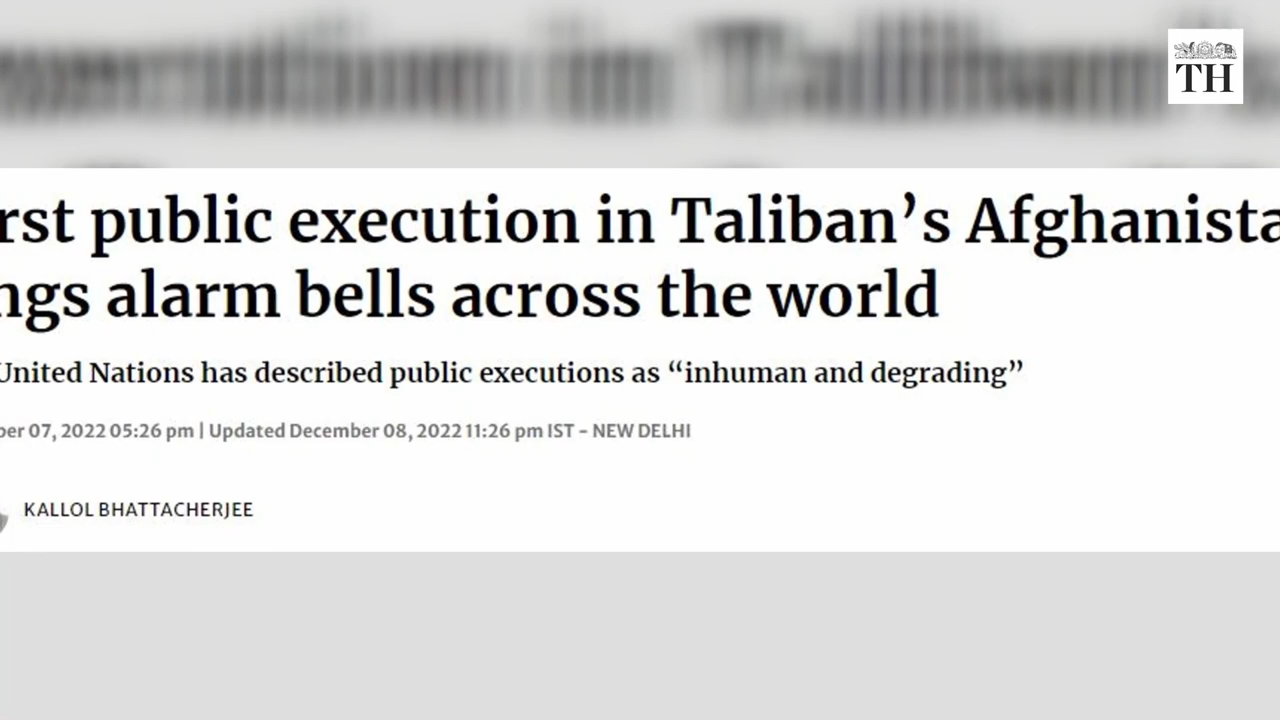 TH
rst public execution in Taliban’s Afghanista
ngs alarm bells across the world
United Nations has described public executions as “inhuman and degrading”
ber 07, 2022 05:26 pm | Updated December 08, 2022 11:26 pm IST - NEW DELHI
KALLOL BHATTACHERJEE